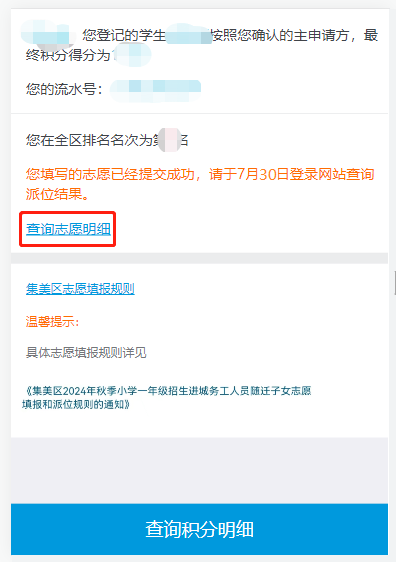 您登记的学生 按照您确认的主申请方，最
终积分得分为
您的流水号：
您在全区排名名次为第 名
您填写的志愿已经提交成功，请于7月30日登录网站查询
派位结果。
查询志愿明细
集美区志愿填报规则
温馨提示：
具体志愿填报规则详见
《集美区2024年秋季小学一年级招生进城务工人员随迁子女志愿
填报和派位规则的通知》
查询积分明细